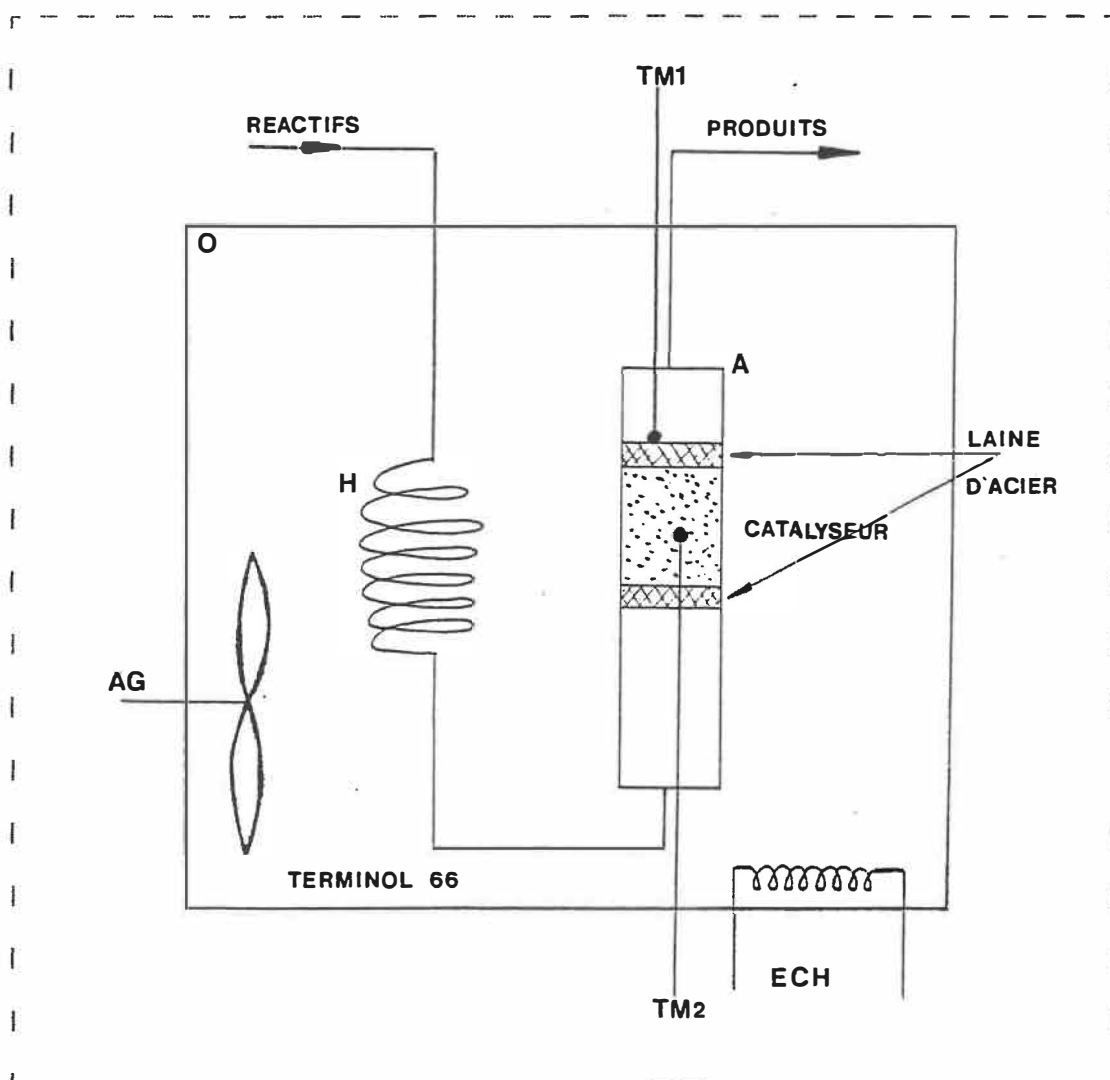 TM1
REACTIFS
PRODUITS
O
A
LAINE
H
D'ACIER
CATALYSEUR
AG
TERMINOL 66
ECH
TM2